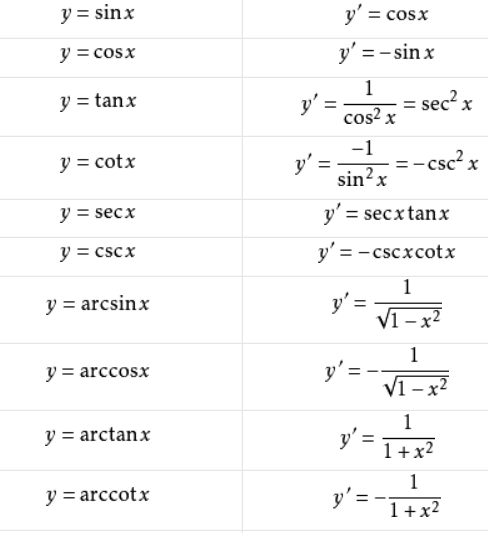 y = sin x    y′ = cos x
y = cos x    y′ = − sin x
y = tan x    y′ = 1/cos² x = sec² x
y = cot x    y′ = −1/sin² x = − csc² x
y = sec x    y′ = sec x tan x
y = csc x    y′ = − csc x cot x
y = arcsin x    y′ = 1/√(1 − x²)
y = arccos x    y′ = − 1/√(1 − x²)
y = arctan x    y′ = 1/(1 + x²)
y = arccot x    y′ = − 1/(1 + x²)